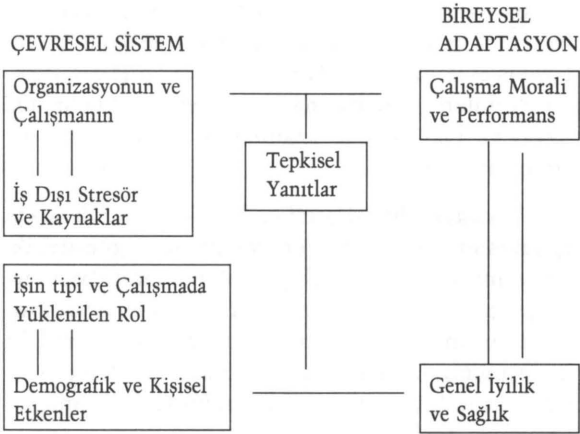 ÇEVRESEL SİSTEM
BİREYSEL
ADAPTASYON
Organizasyonun ve
Çalışmanın
İş Dışı Stresör
ve Kaynaklar
Çalışma Morali
ve Performans
Tepkisel
Yanıtlar
İşin tipi ve Çalışmada
Yüklenilen Rol
Demografik ve Kişisel
Etkenler
Genel İyilik
ve Sağlık